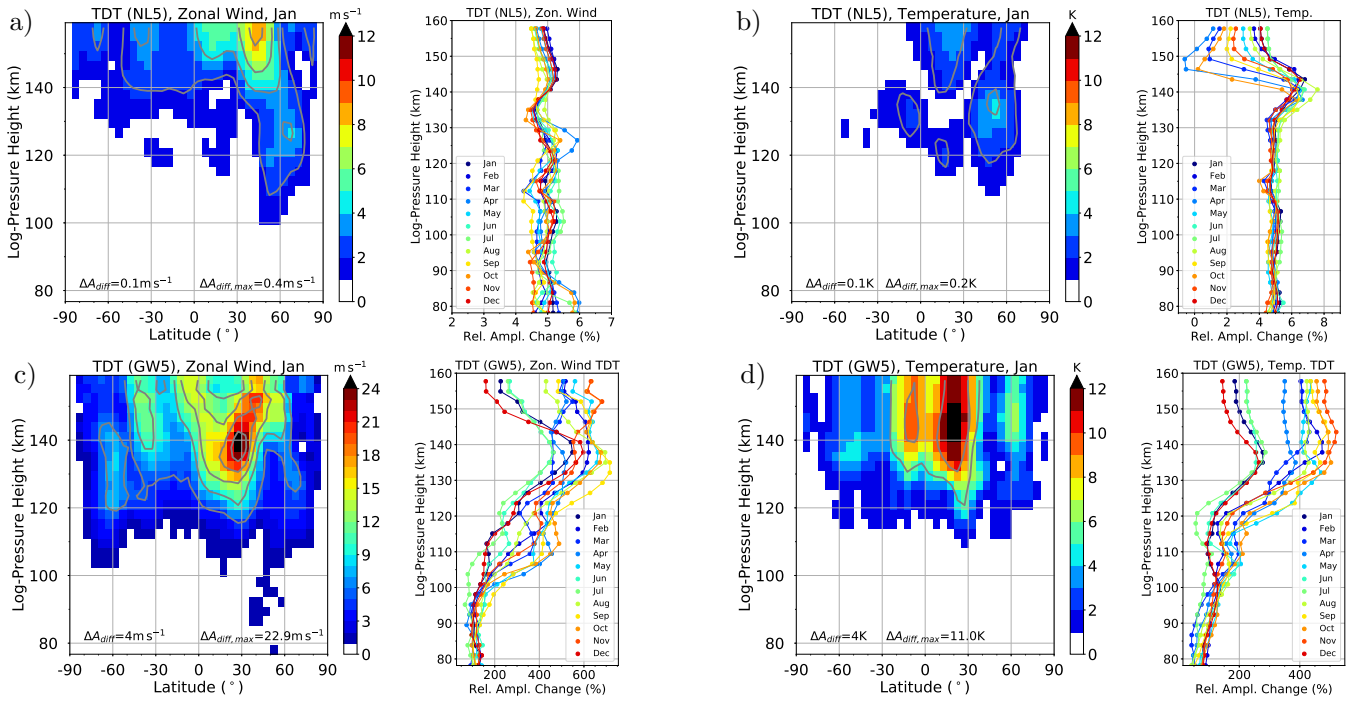 a)
TDT (NL5), Zonal Wind, Jan
m s⁻¹
Log-Pressure Height (km)
160
140
120
100
80
-90 -60 -30 0 30 60 90
Latitude (°)
ΔA_diff=0.1m s⁻¹ ΔA_diff,max=0.4m s⁻¹
12
10
8
6
4
2
0
TDT (NL5), Zon. Wind
Log-Pressure Height (km)
160
150
140
130
120
110
100
90
80
Jan
Feb
Mar
Apr
May
Jun
Jul
Aug
Sep
Oct
Nov
Dec
2 3 4 5 6 7
Rel. Ampl. Change (%)
b)
TDT (NL5), Temperature, Jan
K
Log-Pressure Height (km)
160
140
120
100
80
-90 -60 -30 0 30 60 90
Latitude (°)
ΔA_diff=0.1K ΔA_diff,max=0.2K
12
10
8
6
4
2
0
TDT (NL5), Temp.
Log-Pressure Height (km)
160
150
140
130
120
110
100
90
80
Jan
Feb
Mar
Apr
May
Jun
Jul
Aug
Sep
Oct
Nov
Dec
0 2 4 6 8
Rel. Ampl. Change (%)
c)
TDT (GW5), Zonal Wind, Jan
m s⁻¹
Log-Pressure Height (km)
160
140
120
100
80
-90 -60 -30 0 30 60 90
Latitude (°)
ΔA_diff=4m s⁻¹ ΔA_diff,max=22.9m s⁻¹
24
21
18
15
12
9
6
3
0
TDT (GW5), Zon. Wind TDT
Log-Pressure Height (km)
160
150
140
130
120
110
100
90
80
Jan
Feb
Mar
Apr
May
Jun
Jul
Aug
Sep
Oct
Nov
Dec
200 400 600
Rel. Ampl. Change (%)
d)
TDT (GW5), Temperature, Jan
K
Log-Pressure Height (km)
160
140
120
100
80
-90 -60 -30 0 30 60 90
Latitude (°)
ΔA_diff=4K ΔA_diff,max=11.0K
12
10
8
6
4
2
0
TDT (GW5), Temp. TDT
Log-Pressure Height (km)
160
150
140
130
120
110
100
90
80
Jan
Feb
Mar
Apr
May
Jun
Jul
Aug
Sep
Oct
Nov
Dec
200 400
Rel. Ampl. Change (%)